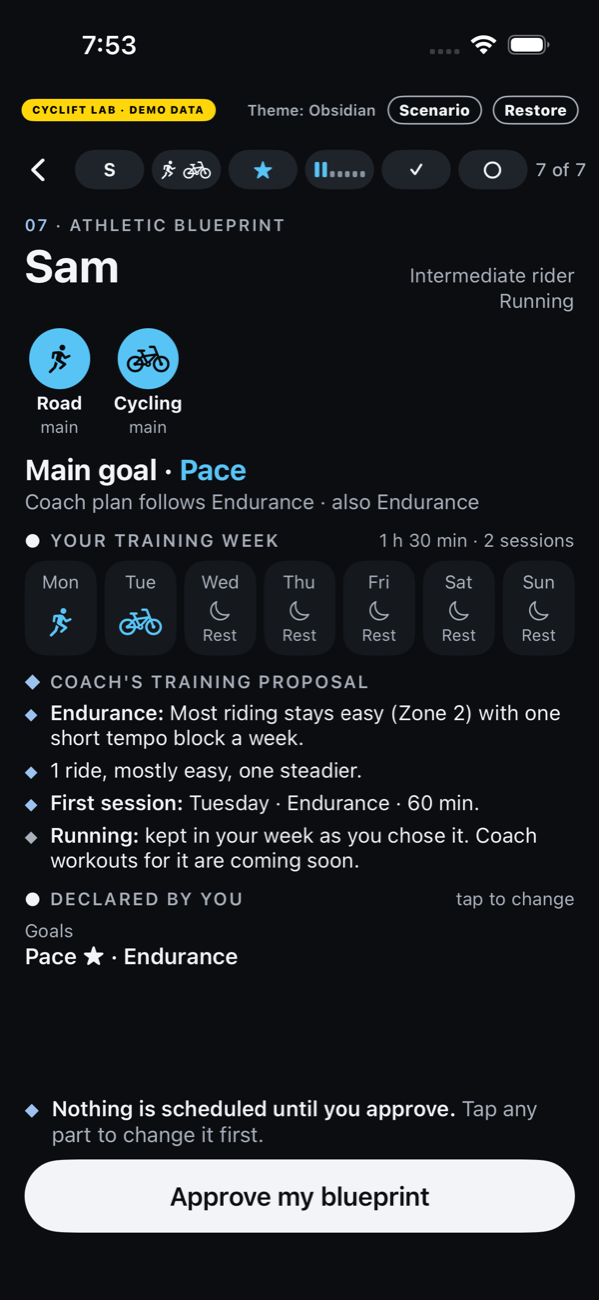 7:53
CYCLIFT LAB · DEMO DATA
Theme: Obsidian
Scenario
Restore
S
7 of 7
07 · ATHLETIC BLUEPRINT
Sam
Intermediate rider
Running
Road
main
Cycling
main
Main goal · Pace
Coach plan follows Endurance · also Endurance
YOUR TRAINING WEEK
1 h 30 min · 2 sessions
Mon
Tue
Wed
Rest
Thu
Rest
Fri
Rest
Sat
Rest
Sun
Rest
COACH'S TRAINING PROPOSAL
Endurance: Most riding stays easy (Zone 2) with one
short tempo block a week.
1 ride, mostly easy, one steadier.
First session: Tuesday · Endurance · 60 min.
Running: kept in your week as you chose it. Coach
workouts for it are coming soon.
DECLARED BY YOU
tap to change
Goals
Pace ★ · Endurance
Nothing is scheduled until you approve. Tap any
part to change it first.
Approve my blueprint